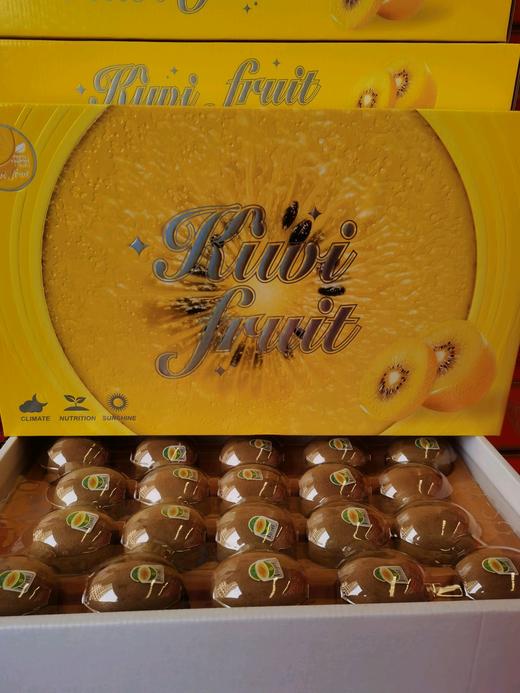 Kiwi fruit
Kiwi
fruit
CLIMATE NUTRITION SUNSHINE